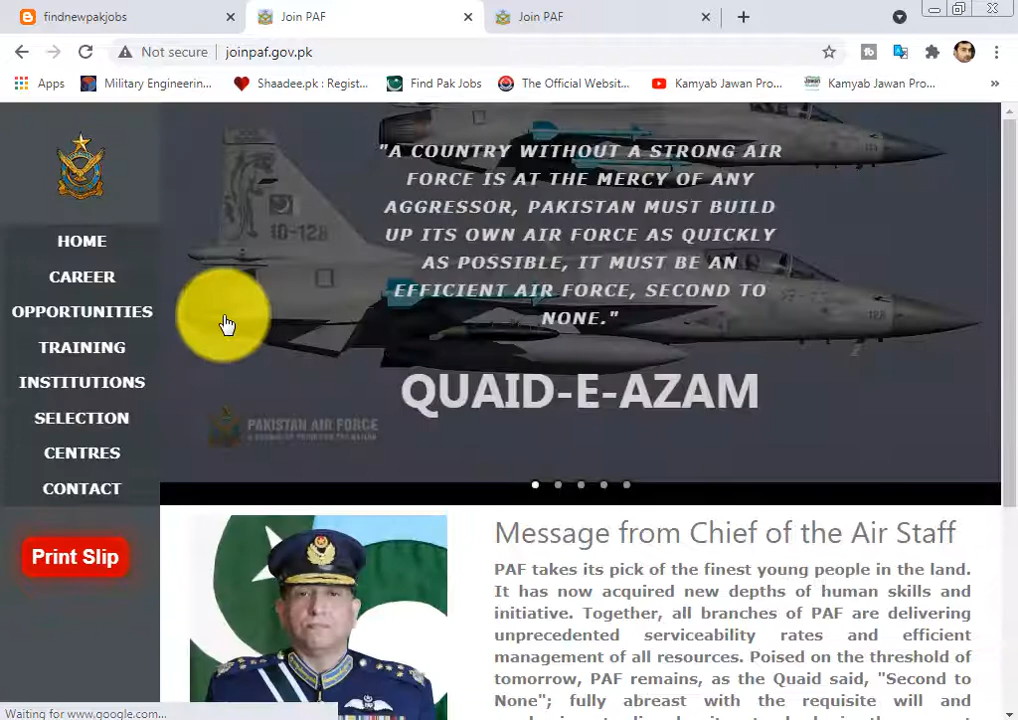 findnewpakjobs
Join PAF
Join PAF
Not secure
joinpaf.gov.pk
Apps
Military Engineerin...
Shaadee.pk : Regist...
Find Pak Jobs
The Official Websit...
Kamyab Jawan Pro...
Kamyab Jawan Pro...
HOME
CAREER
OPPORTUNITIES
TRAINING
INSTITUTIONS
SELECTION
CENTRES
CONTACT
Print Slip
"A COUNTRY WITHOUT A STRONG AIR
FORCE IS AT THE MERCY OF ANY
AGGRESSOR, PAKISTAN MUST BUILD
UP ITS OWN AIR FORCE AS QUICKLY
AS POSSIBLE, IT MUST BE AN
EFFICIENT AIR FORCE, SECOND TO
NONE."
QUAID-E-AZAM
10-128
PAKISTAN AIR FORCE
Message from Chief of the Air Staff
PAF takes its pick of the finest young people in the land.
It has now acquired new depths of human skills and
initiative. Together, all branches of PAF are delivering
unprecedented serviceability rates and efficient
management of all resources. Poised on the threshold of
tomorrow, PAF remains, as the Quaid said, "Second to
None"; fully abreast with the requisite will and
Waiting for www.google.com...